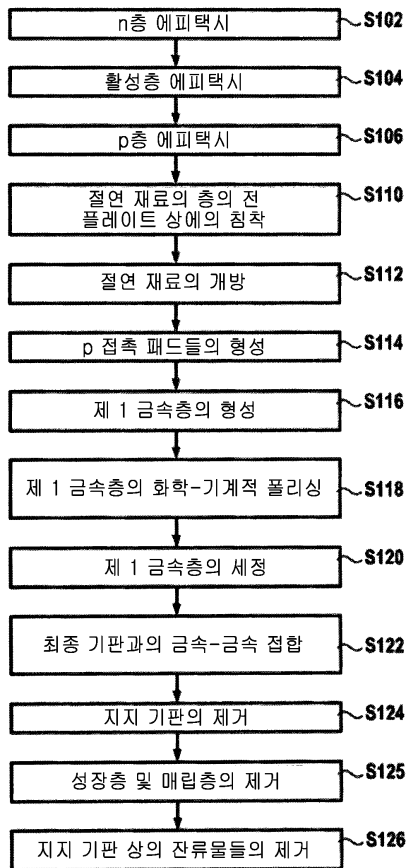 n층 에피택시 S102
활성층 에피택시 S104
p층 에피택시 S106
절연 재료의 층의 전 S110
플레이트 상에의 침착
절연 재료의 개방 S112
p 접촉 패드들의 형성 S114
제 1 금속층의 형성 S116
제 1 금속층의 화학-기계적 폴리싱 S118
제 1 금속층의 세정 S120
최종 기판과의 금속-금속 접합 S122
지지 기판의 제거 S124
성장층 및 매립층의 제거 S125
지지 기판 상의 잔류물들의 제거 S126